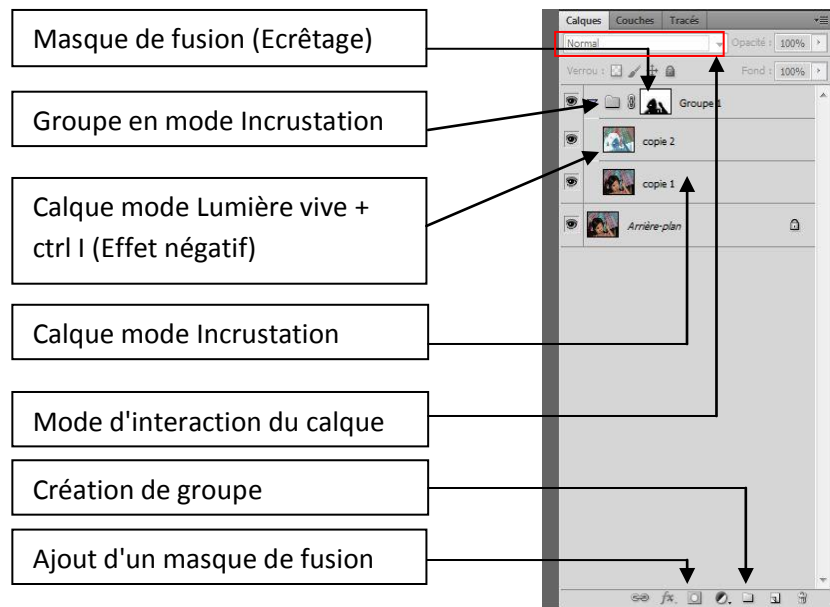 Masque de fusion (Ecrêtage)
Groupe en mode Incrustation
Calque mode Lumière vive +
ctrl I (Effet négatif)
Calque mode Incrustation
Mode d'interaction du calque
Création de groupe
Ajout d'un masque de fusion
Calques Couches Tracés
Normal Opacité : 100%
Verrou : Fond : 100%
Groupe 1
copie 2
copie 1
Arrière-plan
fx.